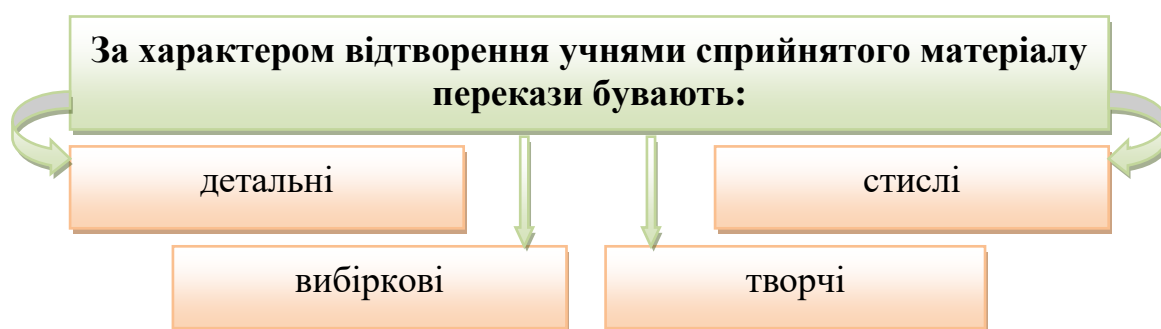 За характером відтворення учнями сприйнятого матеріалу
перекази бувають:
детальні
стислі
вибіркові
творчі